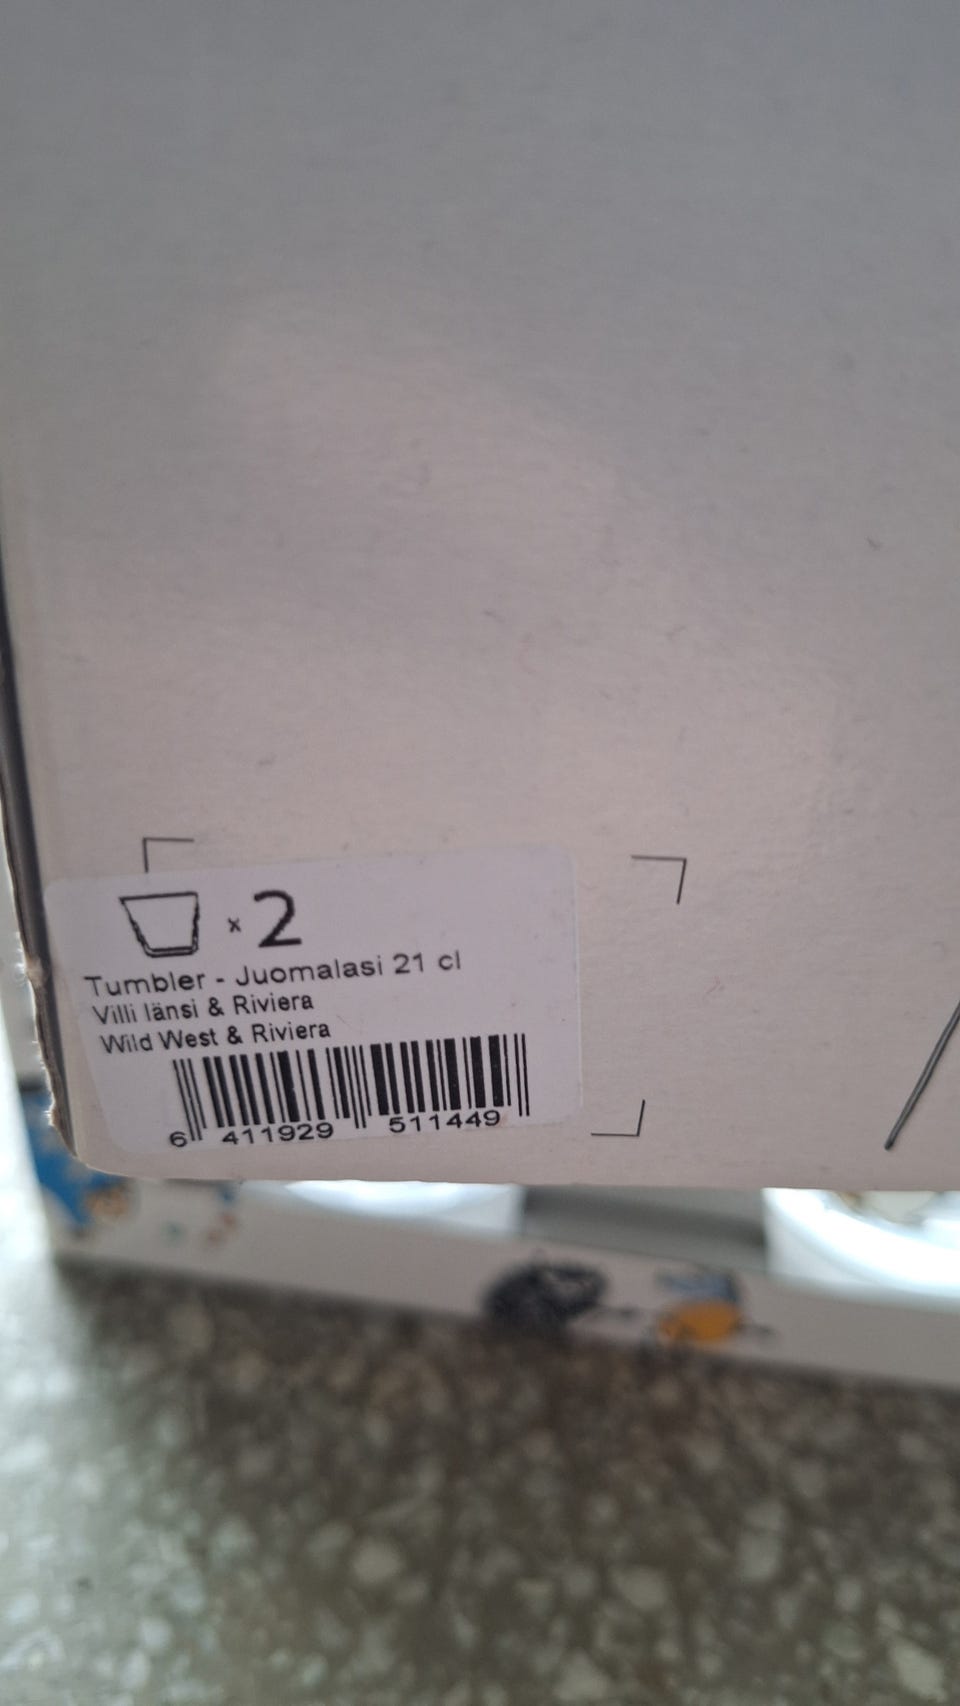 x 2
Tumbler - Juomalasi 21 cl
Villi länsi & Riviera
Wild West & Riviera
6 411929 511449